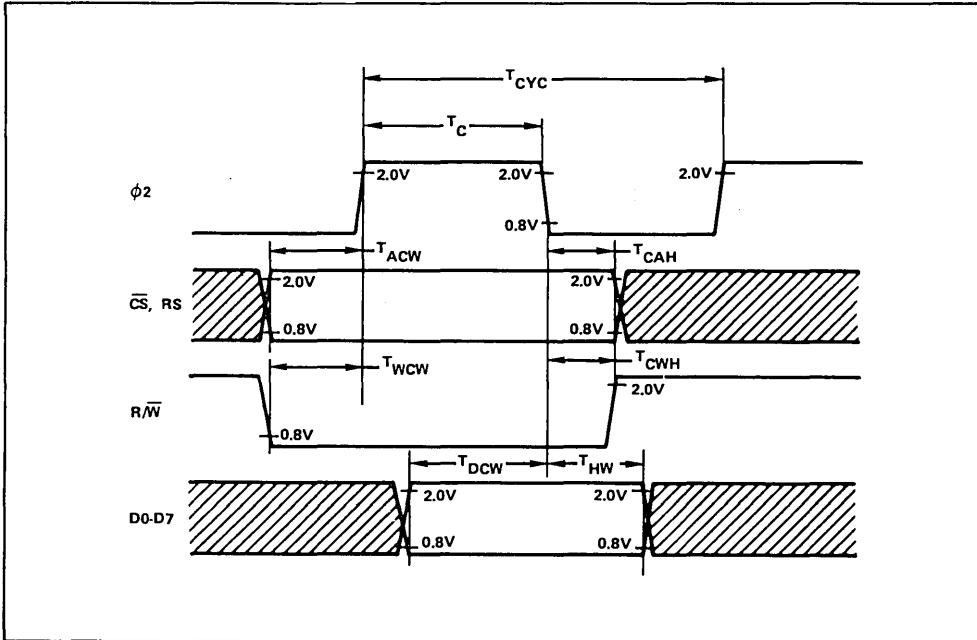 T_CYC
T_C
φ2
2.0V 2.0V 2.0V
0.8V
T_ACW T_CAH
C̅S̅, RS
2.0V 2.0V
0.8V 0.8V
T_WCW T_CWH
R/W̅
2.0V
0.8V
T_DCW T_HW
D0-D7
2.0V 2.0V
0.8V 0.8V